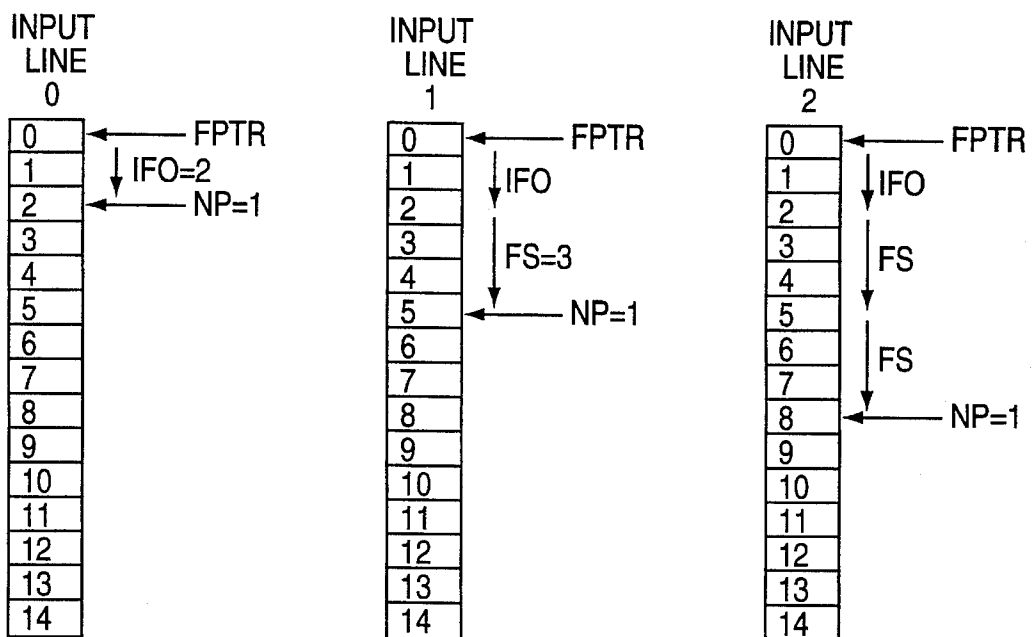 INPUT
LINE
0
0 FPTR
1 IFO=2
2 NP=1
3
4
5
6
7
8
9
10
11
12
13
14
INPUT
LINE
1
0 FPTR
1 IFO
2
3 FS=3
4
5 NP=1
6
7
8
9
10
11
12
13
14
INPUT
LINE
2
0 FPTR
1 IFO
2
3 FS
4
5
6 FS
7
8 NP=1
9
10
11
12
13
14